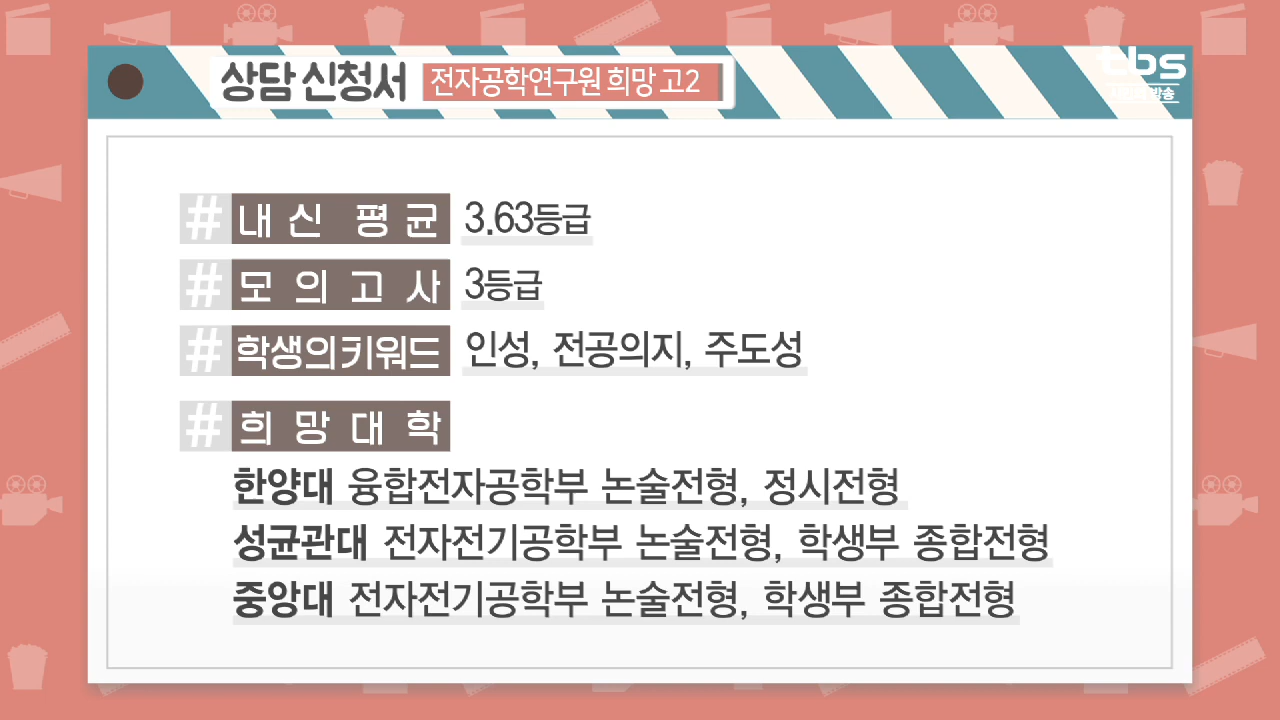 상담 신청서 전자공학연구원 희망 고2
tbs
# 내신 평균 3.63등급
# 모의고사 3등급
# 학생의키워드 인성, 전공의지, 주도성
# 희망대학
한양대 융합전자공학부 논술전형, 정시전형
성균관대 전자전기공학부 논술전형, 학생부 종합전형
중앙대 전자전기공학부 논술전형, 학생부 종합전형